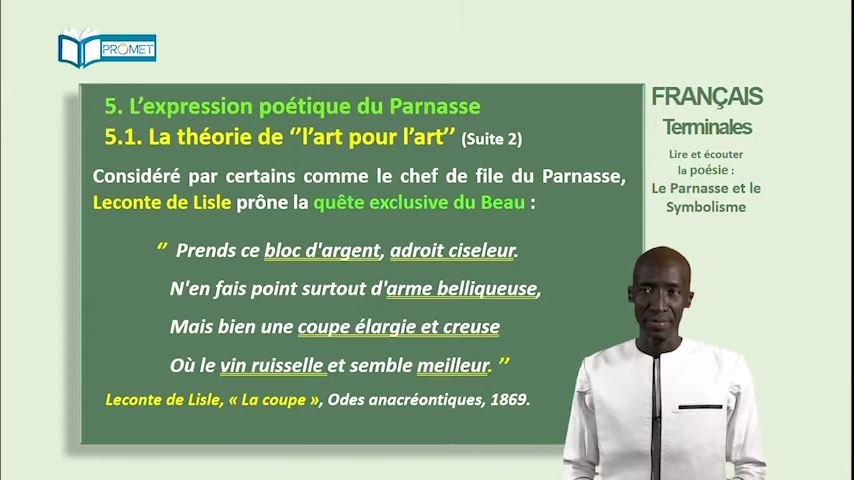 PROMET
5. L’expression poétique du Parnasse
5.1. La théorie de ‘’l’art pour l’art’’ (Suite 2)
Considéré par certains comme le chef de file du Parnasse,
Leconte de Lisle prône la quête exclusive du Beau :
‘’ Prends ce bloc d'argent, adroit ciseleur.
N'en fais point surtout d'arme belliqueuse,
Mais bien une coupe élargie et creuse
Où le vin ruisselle et semble meilleur. ’’
Leconte de Lisle, « La coupe », Odes anacréontiques, 1869.
FRANÇAIS
Terminales
Lire et écouter
la poésie :
Le Parnasse et le
Symbolisme